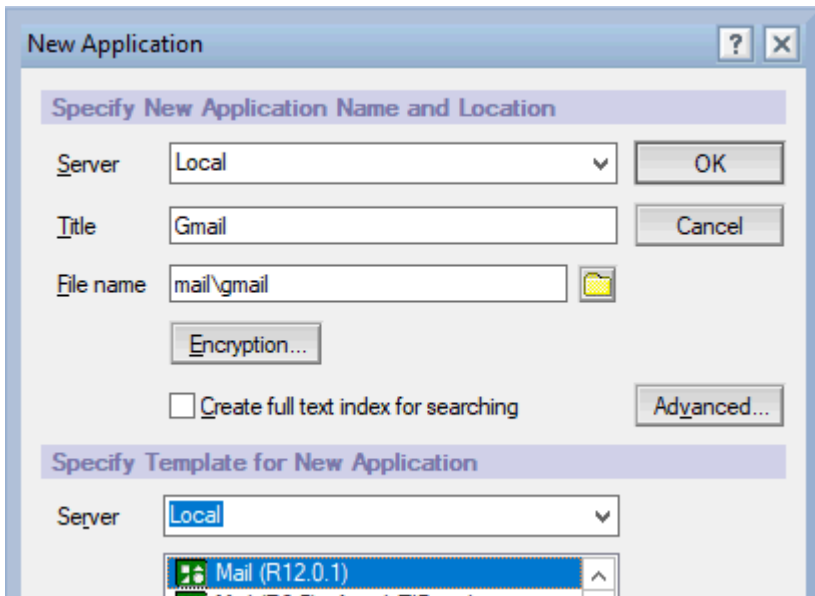 New Application
Specify New Application Name and Location
Server Local OK
Title Gmail Cancel
File name mail\gmail
Encryption...
Create full text index for searching Advanced...
Specify Template for New Application
Server Local
Mail (R12.0.1)